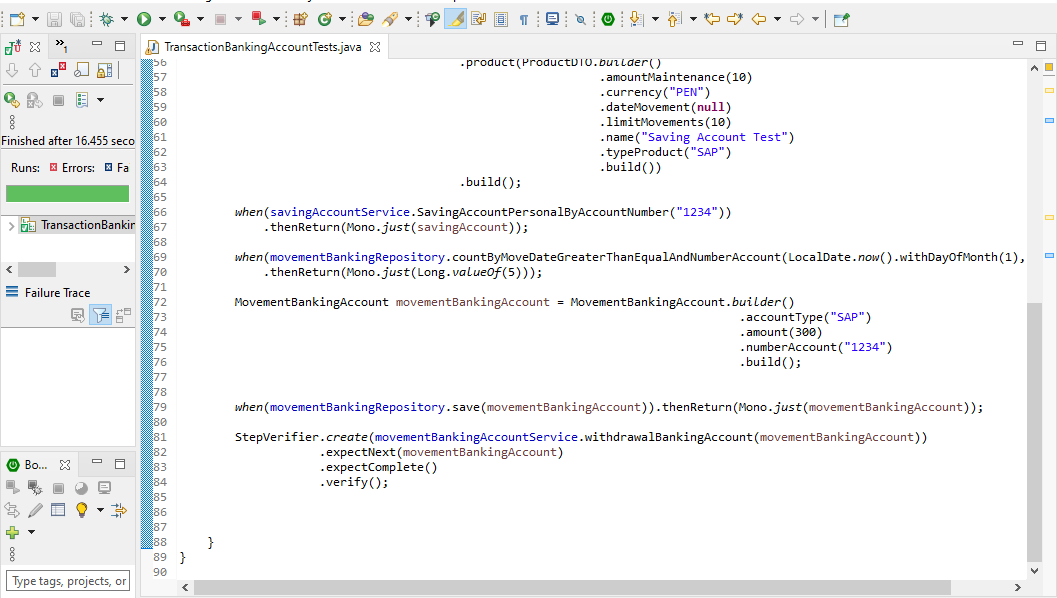 TransactionBankingAccountTests.java
»1
Finished after 16.455 seco
Runs: Errors: Fa
TransactionBankin
Failure Trace
Bo...
Type tags, projects, or
56 .product(ProductDTO.builder()
57 .amountMaintenance(10)
58 .currency("PEN")
59 .dateMovement(null)
60 .limitMovements(10)
61 .name("Saving Account Test")
62 .typeProduct("SAP")
63 .build())
64 .build();
65
66 when(savingAccountService.SavingAccountPersonalByAccountNumber("1234"))
67 .thenReturn(Mono.just(savingAccount));
68
69 when(movementBankingRepository.countByMoveDateGreaterThanEqualAndNumberAccount(LocalDate.now().withDayOfMonth(1),
70 .thenReturn(Mono.just(Long.valueOf(5)));
71
72 MovementBankingAccount movementBankingAccount = MovementBankingAccount.builder()
73 .accountType("SAP")
74 .amount(300)
75 .numberAccount("1234")
76 .build();
77
78
79 when(movementBankingRepository.save(movementBankingAccount)).thenReturn(Mono.just(movementBankingAccount));
80
81 StepVerifier.create(movementBankingAccountService.withdrawalBankingAccount(movementBankingAccount))
82 .expectNext(movementBankingAccount)
83 .expectComplete()
84 .verify();
85
86
87
88 }
89 }
90